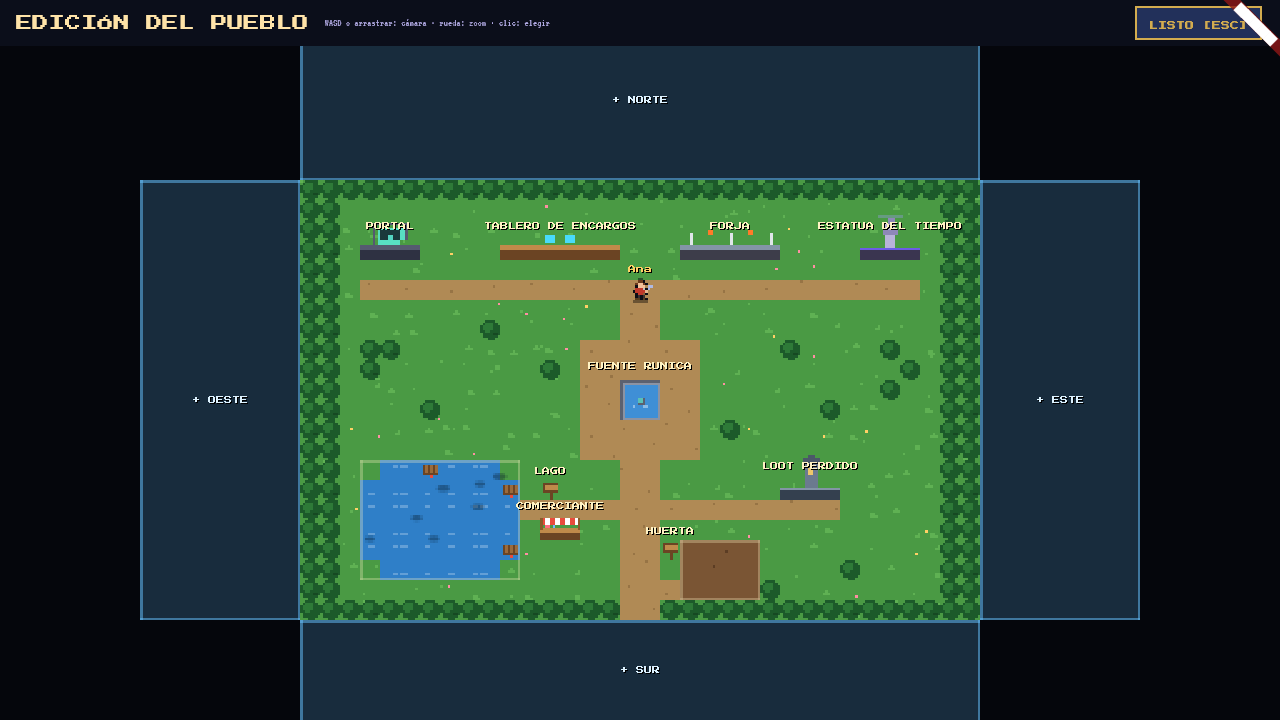 EDICIÓN DEL PUEBLO
WASD o arrastrar: cámara · rueda: zoom · clic: elegir
LISTO [ESC]
+ NORTE
PORTAL
TABLERO DE ENCARGOS
FORJA
ESTATUA DEL TIEMPO
Ana
FUENTE RUNICA
+ OESTE
+ ESTE
LAGO
LOOT PERDIDO
COMERCIANTE
HUERTA
+ SUR